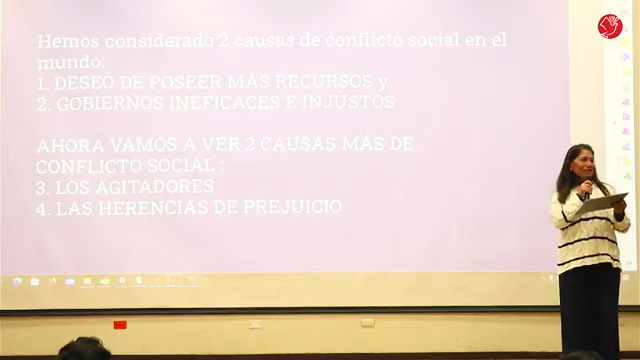 Hemos considerado 2 causas de conflicto social en el
mundo:
1. DESEO DE POSEER MÁS RECURSOS y
2. GOBIERNOS INEFICACES E INJUSTOS
AHORA VAMOS A VER 2 CAUSAS MÁS DE
CONFLICTO SOCIAL :
3. LOS AGITADORES
4. LAS HERENCIAS DE PREJUICIO